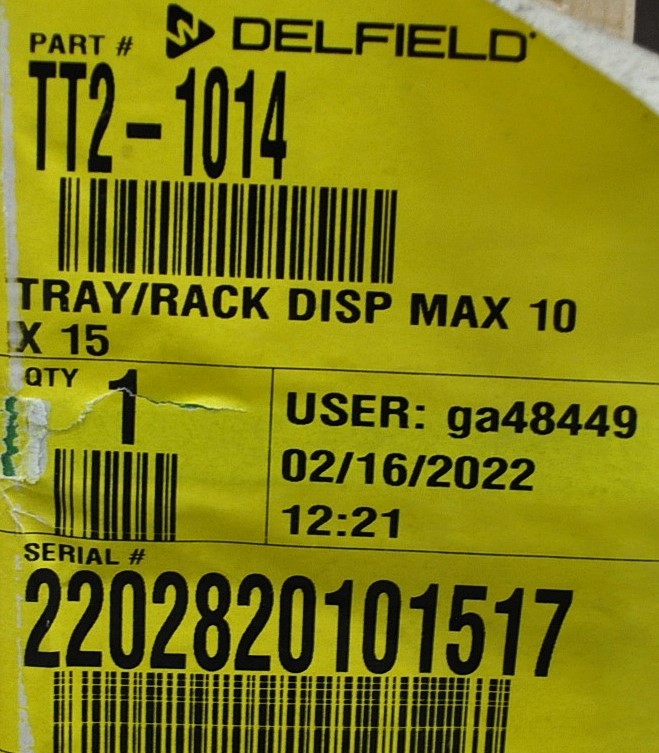 DELFIELD
PART #
TT2-1014
TRAY/RACK DISP MAX 10
X 15
QTY
1
USER: ga48449
02/16/2022
12:21
SERIAL #
2202820101517